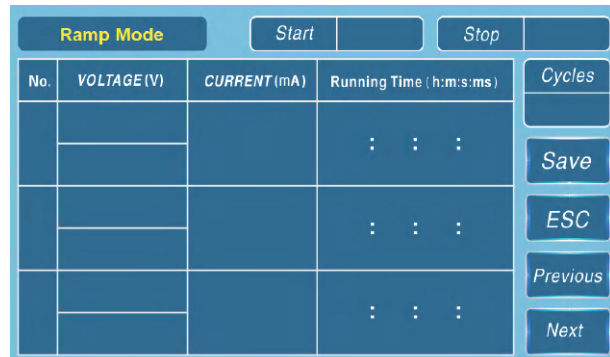 Ramp Mode Start Stop
No. VOLTAGE(V) CURRENT(mA) Running Time (h:m:s:ms) Cycles
: : :
Save
: : :
ESC
Previous
: : :
Next